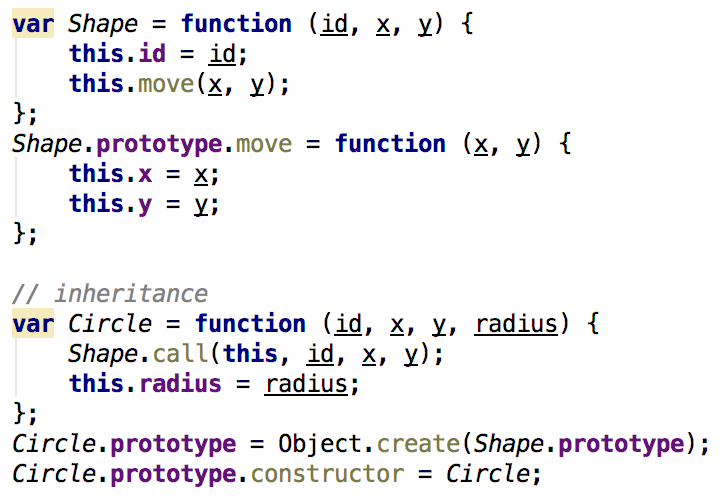 var Shape = function (id, x, y) {
    this.id = id;
    this.move(x, y);
};
Shape.prototype.move = function (x, y) {
    this.x = x;
    this.y = y;
};

// inheritance
var Circle = function (id, x, y, radius) {
    Shape.call(this, id, x, y);
    this.radius = radius;
};
Circle.prototype = Object.create(Shape.prototype);
Circle.prototype.constructor = Circle;